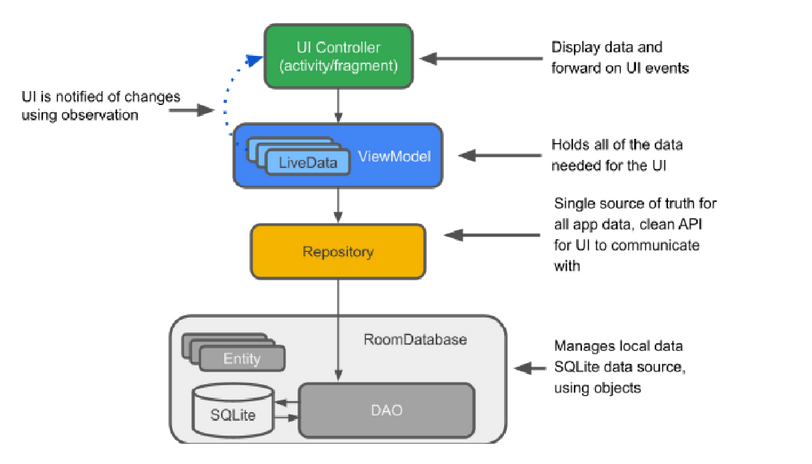 UI Controller
(activity/fragment)
Display data and
forward on UI events
UI is notified of changes
using observation
LiveData
ViewModel
Holds all of the data
needed for the UI
Single source of truth for
all app data, clean API
for UI to communicate
with
Repository
RoomDatabase
Entity
SQLite
DAO
Manages local data
SQLite data source,
using objects